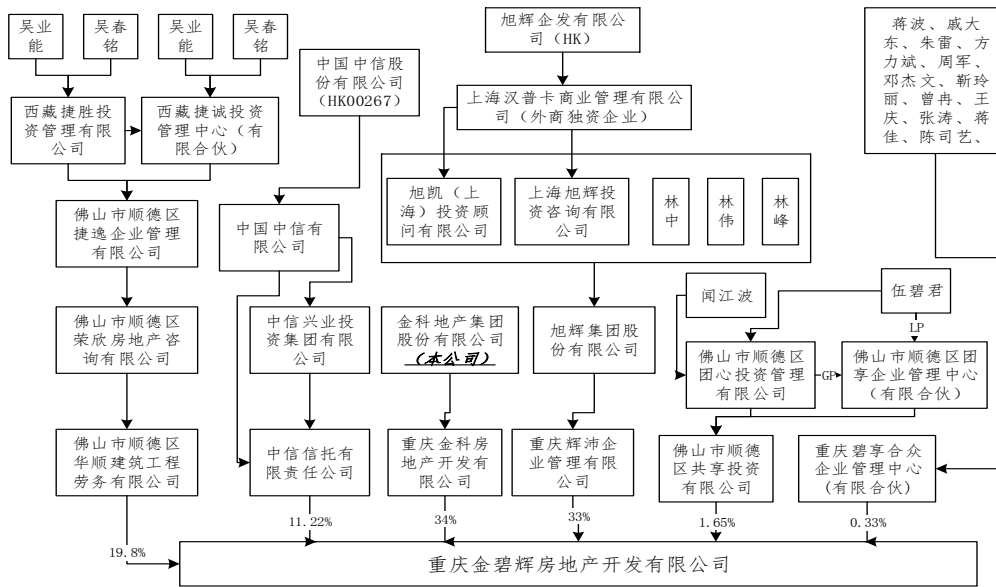 吴业
能
吴春
铭
吴业
能
吴春
铭
中国中信股
份有限公司
(HK00267)
旭辉企发有限公
司（HK）
蒋波、戚大
东、朱雷、方
力斌、周军、
邓杰文、靳玲
丽、曾冉、王
庆、张涛、蒋
佳、陈司艺、
西藏捷胜投
资管理有限
公司
西藏捷诚投资
管理中心（有
限合伙）
上海汉普卡商业管理有限公
司（外商独资企业）
佛山市顺德区
捷逸企业管理
有限公司
中国中信有
限公司
旭凯（上
海）投资顾
问有限公司
上海旭辉投
资咨询有限
公司
林
中
林
伟
林
峰
闻江波
伍碧君
LP
佛山市顺德区
荣欣房地产咨
询有限公司
中信兴业投
资集团有限
公司
金科地产集团
股份有限公司
（本公司）
旭辉集团股
份有限公司
佛山市顺德区
团心投资管理
有限公司
GP
佛山市顺德区团
享企业管理中心
（有限合伙）
佛山市顺德区
华顺建筑工程
劳务有限公司
中信信托有
限责任公司
重庆金科房
地产开发有
限公司
重庆辉沛企
业管理有限
公司
佛山市顺德
区共享投资
有限公司
重庆碧享合众
企业管理中心
(有限合伙)
19.8%
11.22%
34%
33%
1.65%
0.33%
重庆金碧辉房地产开发有限公司